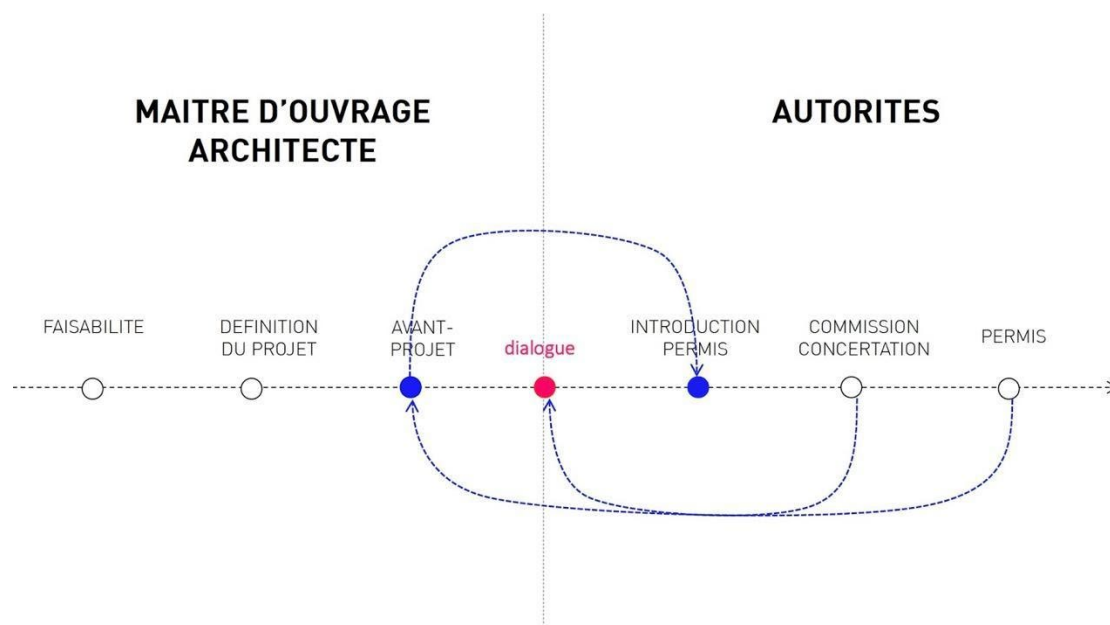 MAITRE D'OUVRAGE
ARCHITECTE
AUTORITES
FAISABILITE
DEFINITION
DU PROJET
AVANT-
PROJET
dialogue
INTRODUCTION
PERMIS
COMMISSION
CONCERTATION
PERMIS